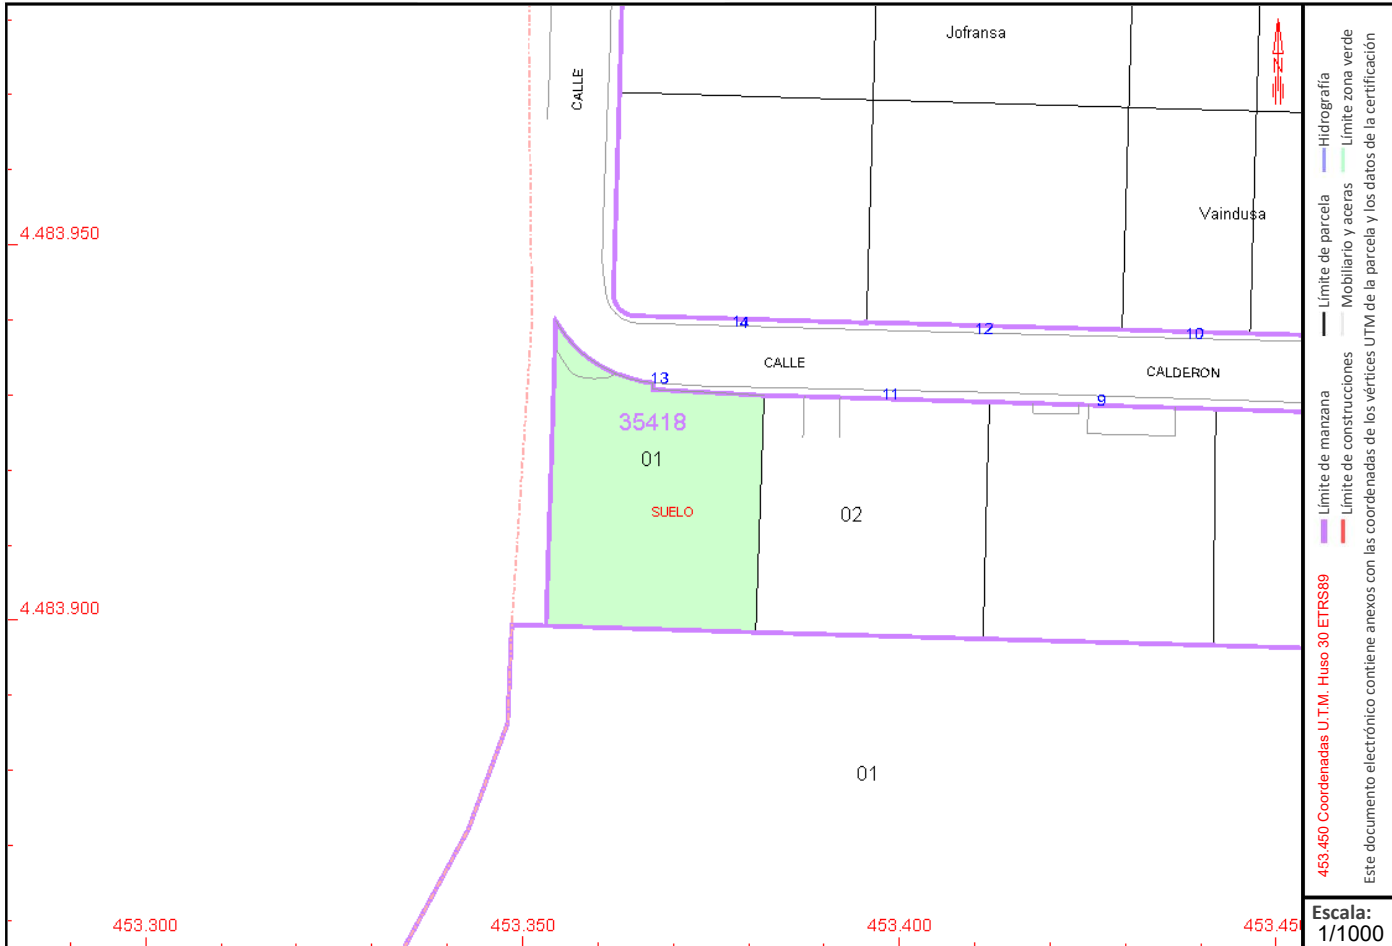 Jofransa
CALLE
Vaindusa
4.483.950
14
12
10
CALLE
CALDERON
13
11
9
35418
01
SUELO
02
4.483.900
01
453.300
453.350
453.400
453.450
N
Hidrografía
Límite zona verde
Límite de parcela
Mobiliario y aceras
Límite de manzana
Límite de construcciones
453.450 Coordenadas U.T.M. Huso 30 ETRS89
Este documento electrónico contiene anexos con las coordenadas de los vértices UTM de la parcela y los datos de la certificación
Escala:
1/1000